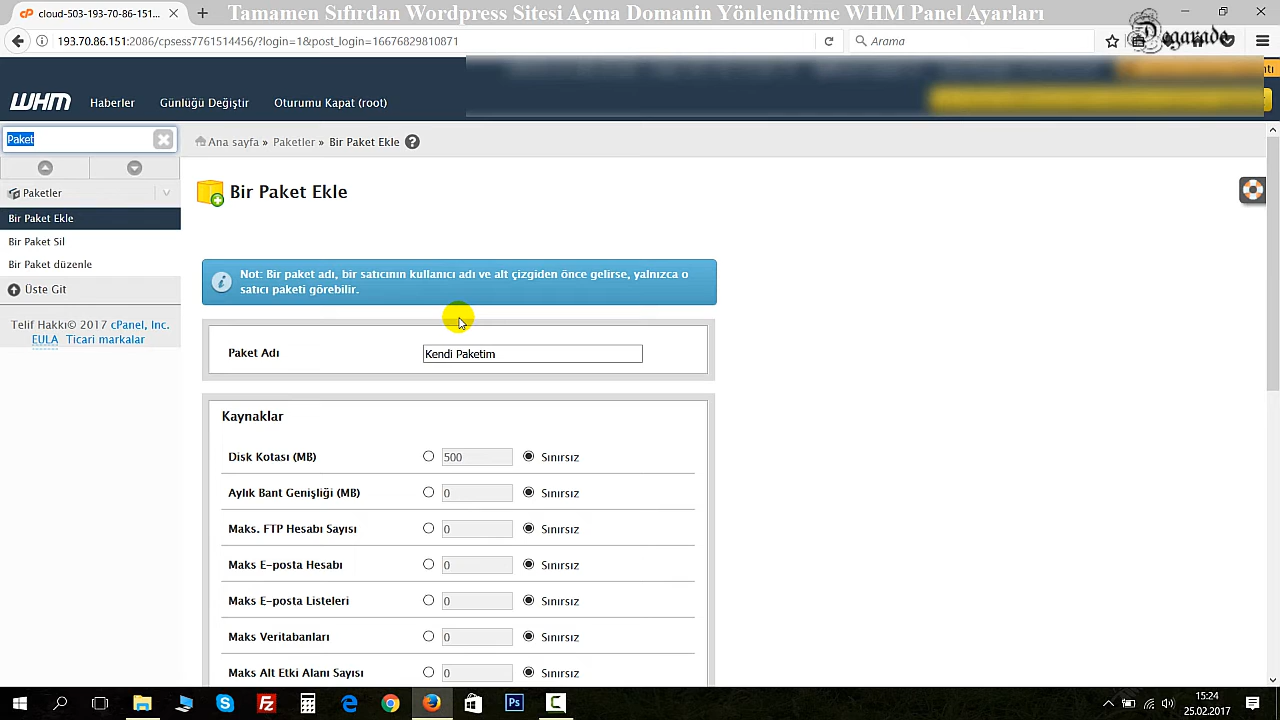 cloud-503-193-70-86-151...
Tamamen Sıfırdan Wordpress Sitesi Açma Domanin Yönlendirme WHM Panel Ayarları
193.70.86.151:2086/cpsess7761514456/?login=1&post_login=16676829813571
Arama
Degarade
WHM
Haberler
Günlüğü Değiştir
Oturumu Kapat (root)
Paket
Ana sayfa » Paketler » Bir Paket Ekle
Paketler
Bir Paket Ekle
Bir Paket Sil
Bir Paket düzenle
Üste Git
Telif Hakkı© 2017 cPanel, Inc.
EULA Ticari markalar
Bir Paket Ekle
Not: Bir paket adı, bir satıcının kullanıcı adı ve alt çizgiden önce gelirse, yalnızca o
satıcı paketi görebilir.
Paket Adı Kendi Paketim
Kaynaklar
Disk Kotası (MB) 500 Sınırsız
Aylık Bant Genişliği (MB) 0 Sınırsız
Maks. FTP Hesabı Sayısı 0 Sınırsız
Maks E-posta Hesabı 0 Sınırsız
Maks E-posta Listeleri 0 Sınırsız
Maks Veritabanları 0 Sınırsız
Maks Alt Etki Alanı Sayısı 0 Sınırsız
15:24
25.02.2017